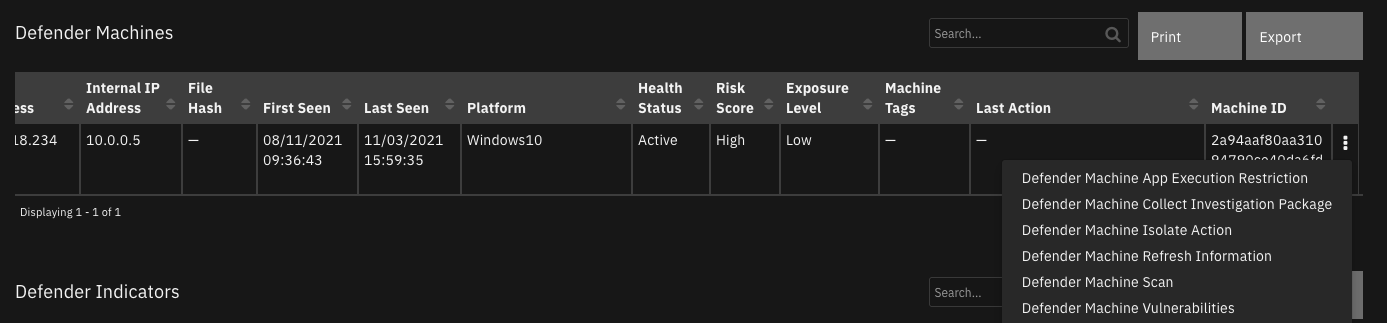 Defender Machines
Search...
Print
Export
ess
Internal IP
Address
File
Hash
First Seen
Last Seen
Platform
Health
Status
Risk
Score
Exposure
Level
Machine
Tags
Last Action
Machine ID
18.234
10.0.0.5
—
08/11/2021
09:36:43
11/03/2021
15:59:35
Windows10
Active
High
Low
—
—
2a94aaf80aa310
Defender Machine App Execution Restriction
Defender Machine Collect Investigation Package
Defender Machine Isolate Action
Defender Machine Refresh Information
Defender Machine Scan
Defender Machine Vulnerabilities
Displaying 1 - 1 of 1
Defender Indicators
Search...